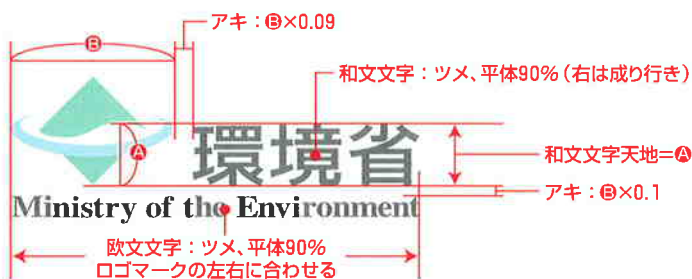 アキ：Ⓑ×0.09
Ⓑ
和文文字：ツメ、平体90％（右は成り行き）
Ⓐ
環境省
和文文字天地＝Ⓐ
アキ：Ⓑ×0.1
Ministry of the Environment
欧文文字：ツメ、平体90％
ロゴマークの左右に合わせる